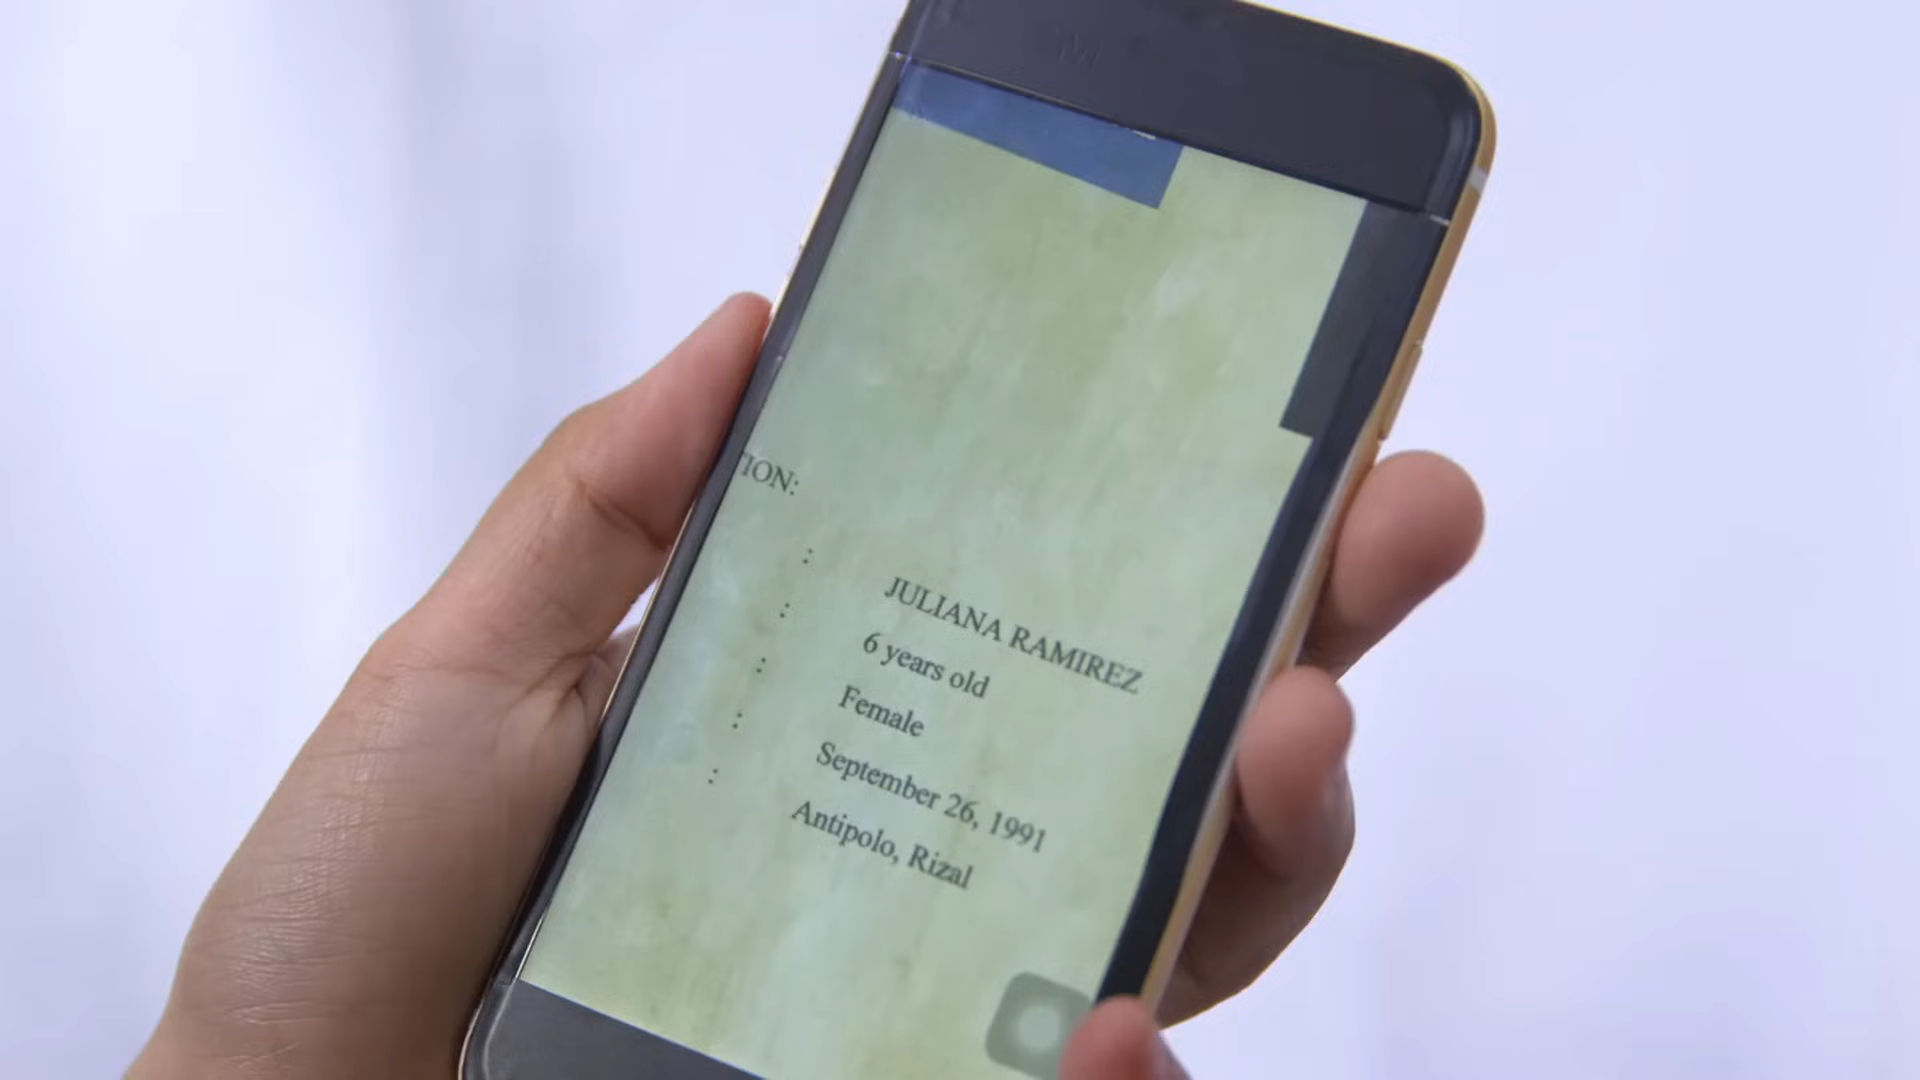 TION:
: JULIANA RAMIREZ
: 6 years old
: Female
: September 26, 1991
: Antipolo, Rizal